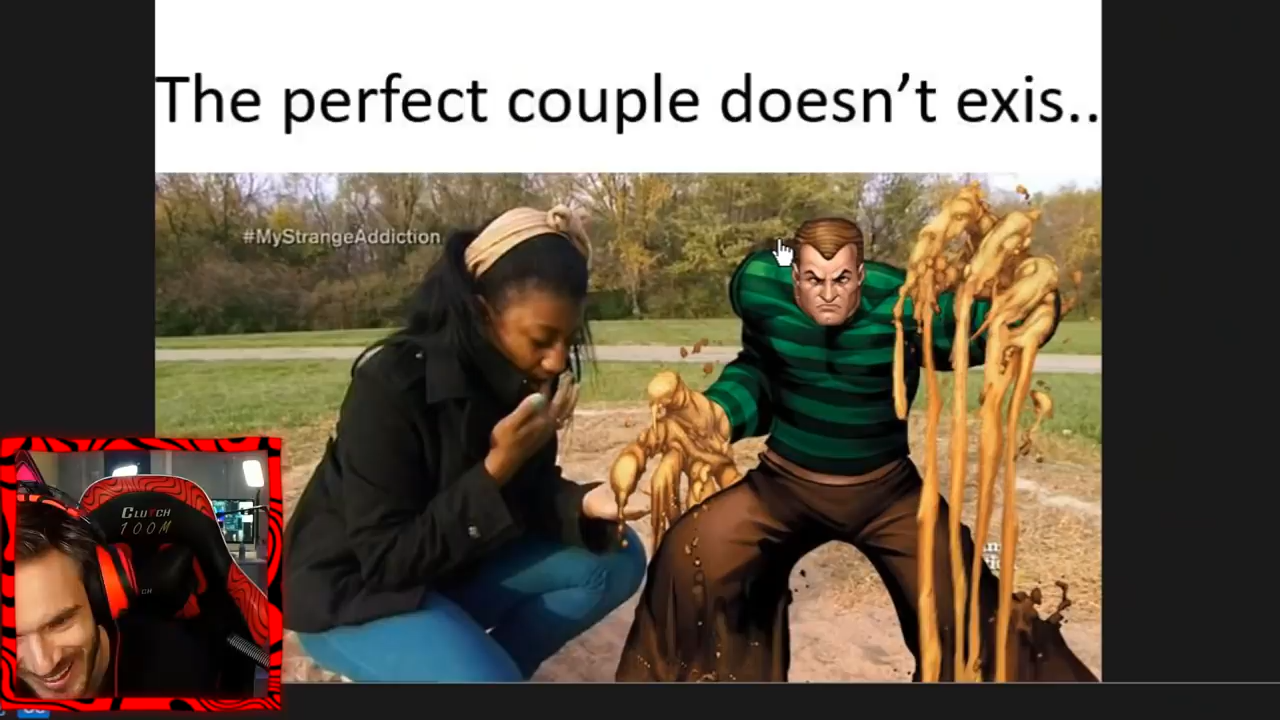 The perfect couple doesn't exis..
#MyStrangeAddiction
CLUTCH
100M